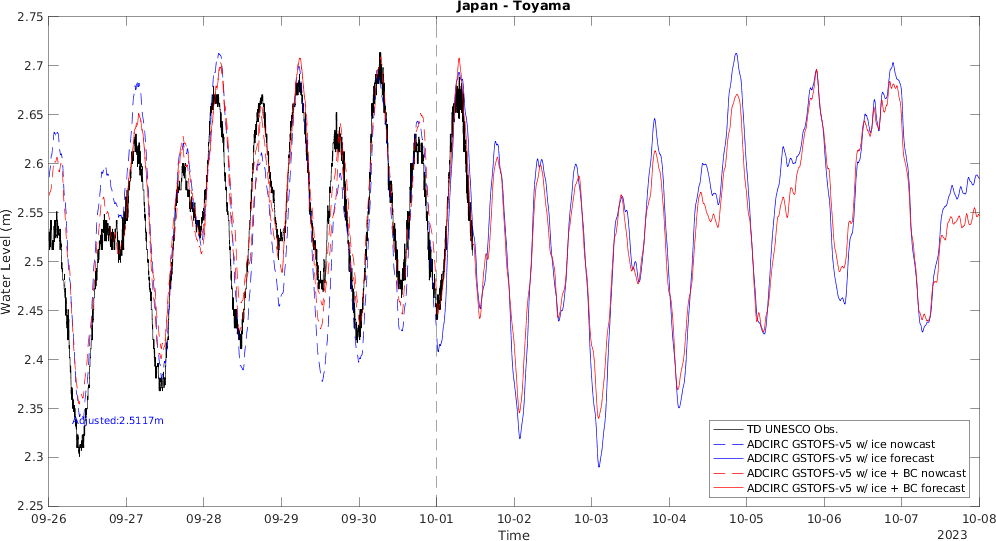 Japan - Toyama
2.75
2.7
2.65
2.6
2.55
2.5
2.45
2.4
2.35
2.3
2.25
Water Level (m)
Adjusted:2.5117m
TD UNESCO Obs.
ADCIRC GSTOFS-v5 w/ ice nowcast
ADCIRC GSTOFS-v5 w/ ice forecast
ADCIRC GSTOFS-v5 w/ ice + BC nowcast
ADCIRC GSTOFS-v5 w/ ice + BC forecast
09-26 09-27 09-28 09-29 09-30 10-01 10-02 10-03 10-04 10-05 10-06 10-07 10-08
Time
2023